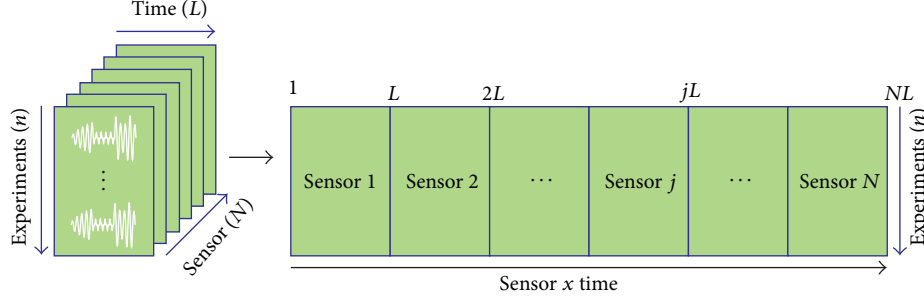 Time (L)
Experiments (n)
⋮
Sensor (N)
1
L
2L
jL
NL
Sensor 1
Sensor 2
⋯
Sensor j
⋯
Sensor N
Experiments (n)
Sensor x time